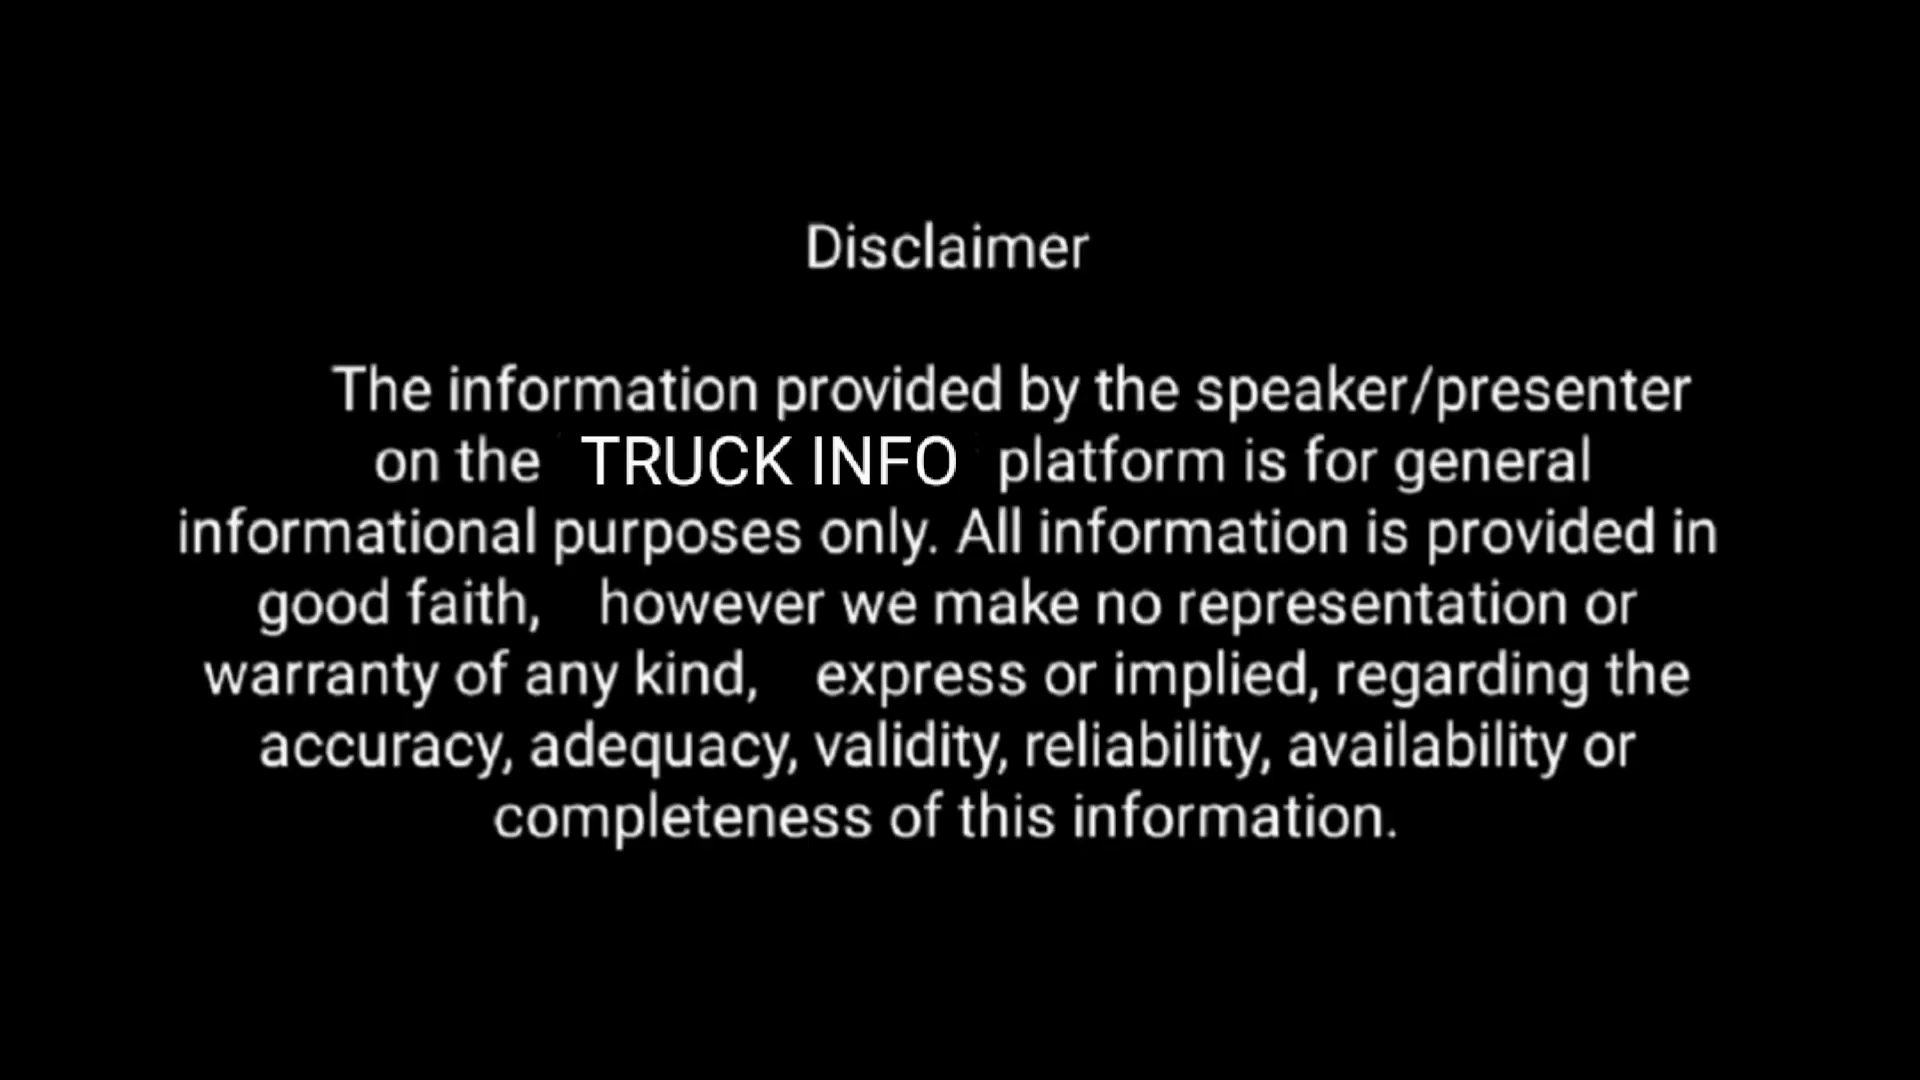 Disclaimer
The information provided by the speaker/presenter
on the TRUCK INFO platform is for general
informational purposes only. All information is provided in
good faith, however we make no representation or
warranty of any kind, express or implied, regarding the
accuracy, adequacy, validity, reliability, availability or
completeness of this information.